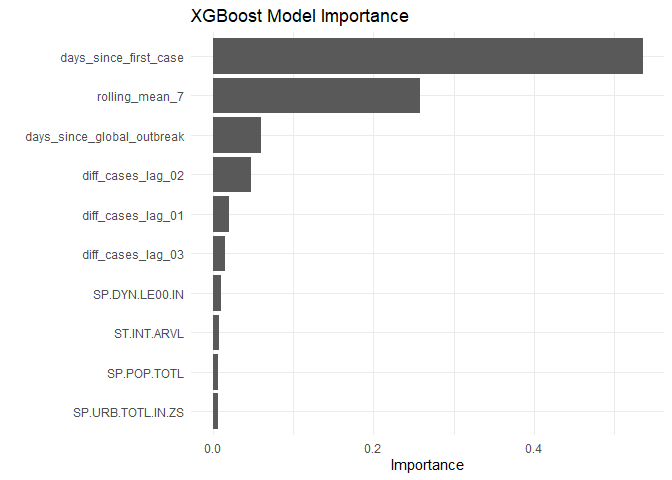 XGBoost Model Importance
days_since_first_case
rolling_mean_7
days_since_global_outbreak
diff_cases_lag_02
diff_cases_lag_01
diff_cases_lag_03
SP.DYN.LE00.IN
ST.INT.ARVL
SP.POP.TOTL
SP.URB.TOTL.IN.ZS
0.0 0.2 0.4
Importance